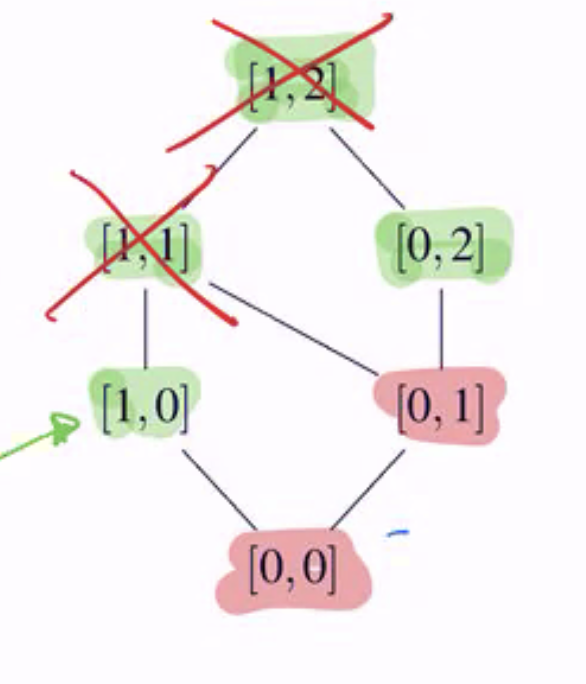 [1, 2]
[1, 1] [0, 2]
[1, 0] [0, 1]
[0, 0]